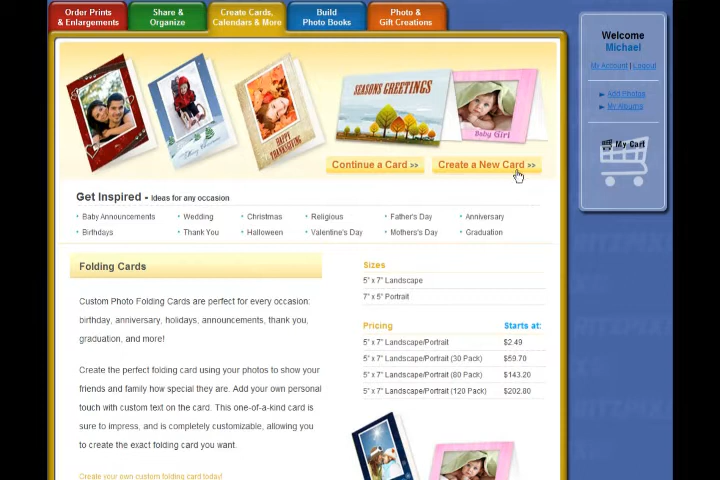 Order Prints
& Enlargements
Share &
Organize
Create Cards,
Calendars & More
Build
Photo Books
Photo &
Gift Creations
Welcome
Michael
My Account | Logout
Add Photos
My Albums
My Cart
SEASONS GREETINGS
HAPPY
THANKSGIVING
Baby Girl
Continue a Card >>
Create a New Card >>
Get Inspired - Ideas for any occasion
Baby Announcements
Wedding
Christmas
Religious
Father's Day
Anniversary
Birthdays
Thank You
Halloween
Valentine's Day
Mother's Day
Graduation
Folding Cards
Custom Photo Folding Cards are perfect for every occasion:
birthday, anniversary, holidays, announcements, thank you,
graduation, and more!
Create the perfect folding card using your photos to show your
friends and family how special they are. Add your own personal
touch with custom text on the card. This one-of-a-kind card is
sure to impress, and is completely customizable, allowing you
to create the exact folding card you want.
Create your own custom folding card today!
Sizes
5" x 7" Landscape
7" x 5" Portrait
Pricing Starts at:
5" x 7" Landscape/Portrait $2.49
5" x 7" Landscape/Portrait (30 Pack) $59.70
5" x 7" Landscape/Portrait (80 Pack) $143.20
5" x 7" Landscape/Portrait (120 Pack) $202.80